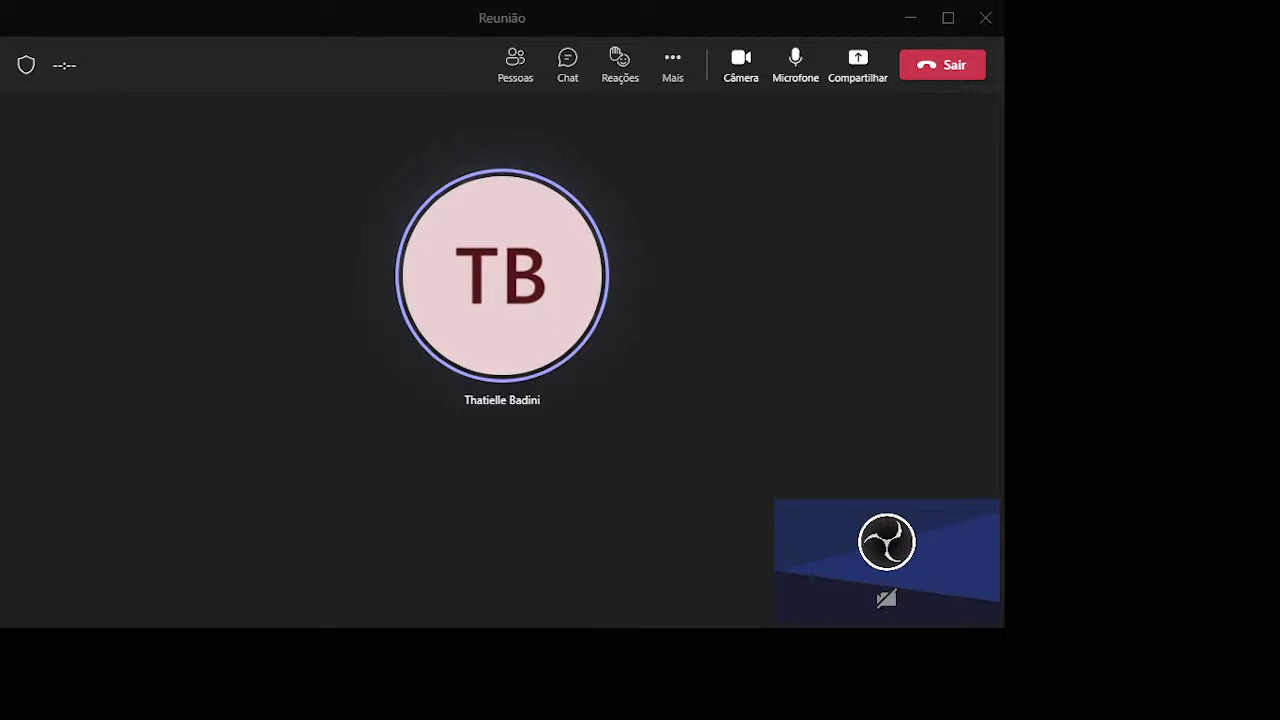 Reunião
--:--
Pessoas
Chat
Reações
Mais
Câmera
Microfone
Compartilhar
Sair
TB
Thatielle Badini